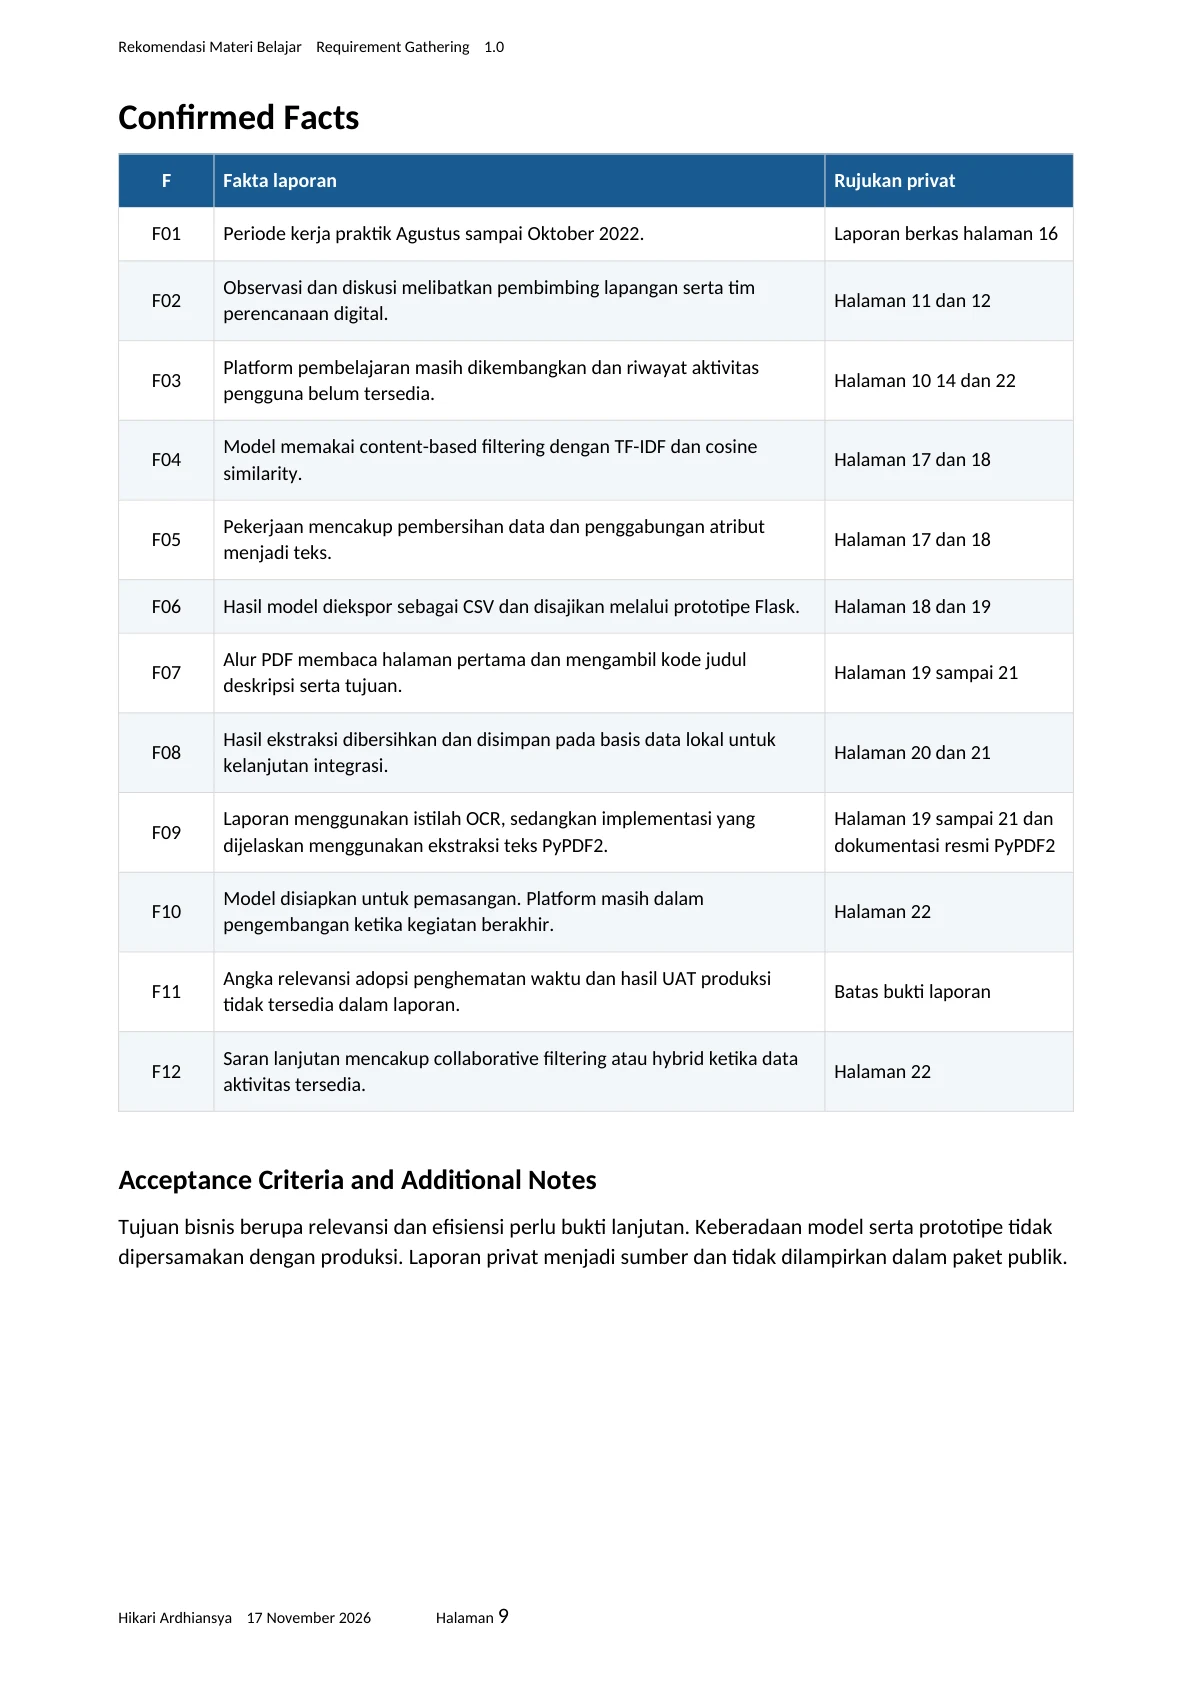 Rekomendasi Materi Belajar Requirement Gathering 1.0
Confirmed Facts
F Fakta laporan Rujukan privat
F01 Periode kerja praktik Agustus sampai Oktober 2022. Laporan berkas halaman 16
F02 Observasi dan diskusi melibatkan pembimbing lapangan serta tim
perencanaan digital. Halaman 11 dan 12
F03 Platform pembelajaran masih dikembangkan dan riwayat aktivitas
pengguna belum tersedia. Halaman 10 14 dan 22
F04 Model memakai content-based filtering dengan TF-IDF dan cosine
similarity. Halaman 17 dan 18
F05 Pekerjaan mencakup pembersihan data dan penggabungan atribut
menjadi teks. Halaman 17 dan 18
F06 Hasil model diekspor sebagai CSV dan disajikan melalui prototipe Flask. Halaman 18 dan 19
F07 Alur PDF membaca halaman pertama dan mengambil kode judul
deskripsi serta tujuan. Halaman 19 sampai 21
F08 Hasil ekstraksi dibersihkan dan disimpan pada basis data lokal untuk
kelanjutan integrasi. Halaman 20 dan 21
F09 Laporan menggunakan istilah OCR, sedangkan implementasi yang Halaman 19 sampai 21 dan
dijelaskan menggunakan ekstraksi teks PyPDF2. dokumentasi resmi PyPDF2
F10 Model disiapkan untuk pemasangan. Platform masih dalam
pengembangan ketika kegiatan berakhir. Halaman 22
F11 Angka relevansi adopsi penghematan waktu dan hasil UAT produksi
tidak tersedia dalam laporan. Batas bukti laporan
F12 Saran lanjutan mencakup collaborative filtering atau hybrid ketika data
aktivitas tersedia. Halaman 22
Acceptance Criteria and Additional Notes
Tujuan bisnis berupa relevansi dan efisiensi perlu bukti lanjutan. Keberadaan model serta prototipe tidak
dipersamakan dengan produksi. Laporan privat menjadi sumber dan tidak dilampirkan dalam paket publik.
Hikari Ardhiansya 17 November 2026 Halaman 9